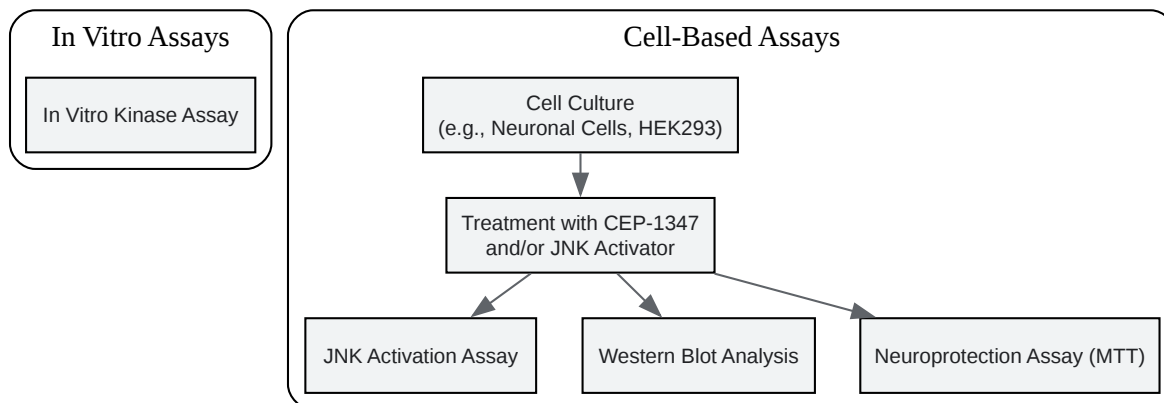 In Vitro Assays
In Vitro Kinase Assay
Cell-Based Assays
Cell Culture
(e.g., Neuronal Cells, HEK293)
Treatment with CEP-1347
and/or JNK Activator
JNK Activation Assay
Western Blot Analysis
Neuroprotection Assay (MTT)